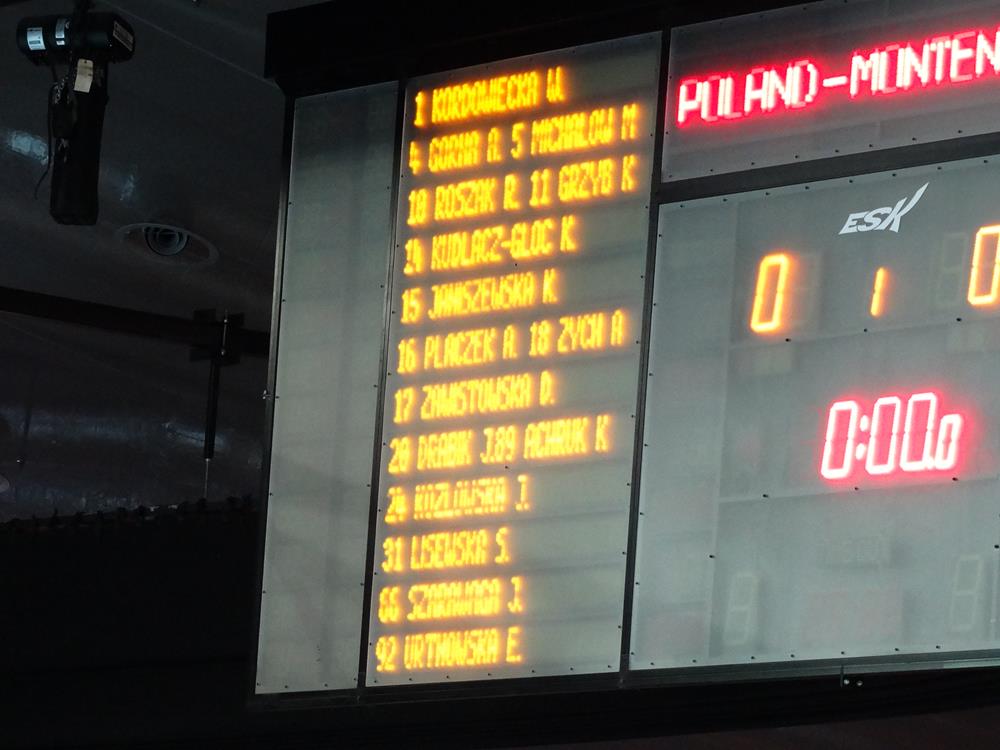 1 KORDOWIECKA W.
4 GORNA A. 5 MICHALOW M
10 ROSZAK R. 11 GRZYB K
14 KUDLACZ-GLOC K
15 JANISZEWSKA K.
16 PLACZEK A. 18 ZYCH A
17 ZAWISTOWSKA D.
20 DRABIK J.89 ACHRUK K
24 KOZLOWSKA J.
31 LISEWSKA S.
66 SZARAWAGA J.
92 URTNOWSKA E.
POLAND-MONTEN
ESK
0 1 0
0:00.0